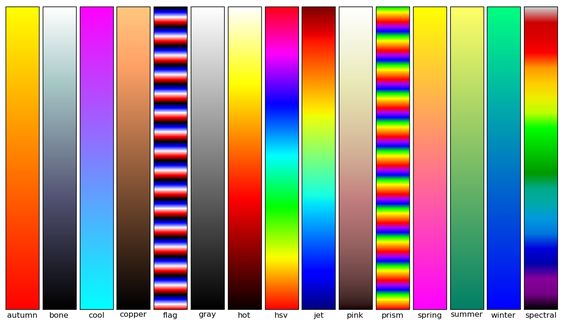 autumn bone cool copper flag gray hot hsv jet pink prism spring summer winter spectral